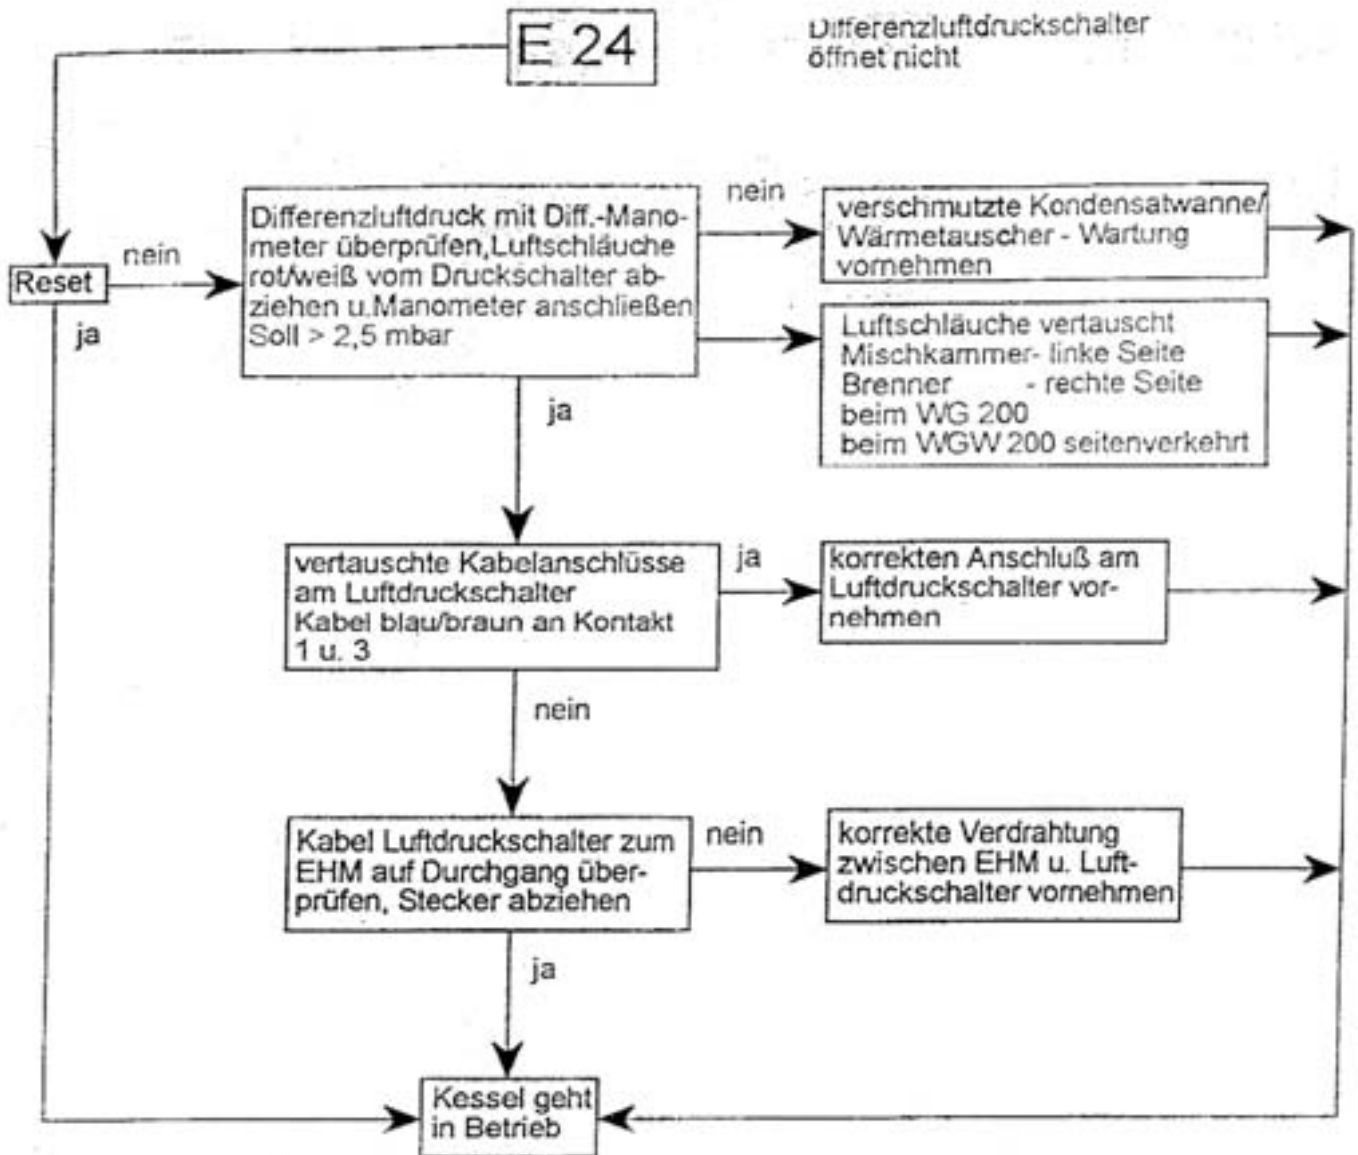 E 24
Differenzluftdruckschalter
öffnet nicht
Reset
nein
ja
Differenzluftdruck mit Diff.-Mano-
meter überprüfen,Luftschläuche
rot/weiß vom Druckschalter ab-
ziehen u.Manometer anschließen
Soll > 2,5 mbar
nein
verschmutzte Kondensatwanne/
Wärmetauscher - Wartung
vornehmen
Luftschläuche vertauscht
Mischkammer- linke Seite
Brenner - rechte Seite
beim WG 200
beim WGW 200 seitenverkehrt
ja
vertauschte Kabelanschlüsse
am Luftdruckschalter
Kabel blau/braun an Kontakt
1 u. 3
ja
korrekten Anschluß am
Luftdruckschalter vor-
nehmen
nein
Kabel Luftdruckschalter zum
EHM auf Durchgang über-
prüfen, Stecker abziehen
nein
korrekte Verdrahtung
zwischen EHM u. Luft-
druckschalter vornehmen
ja
Kessel geht
in Betrieb